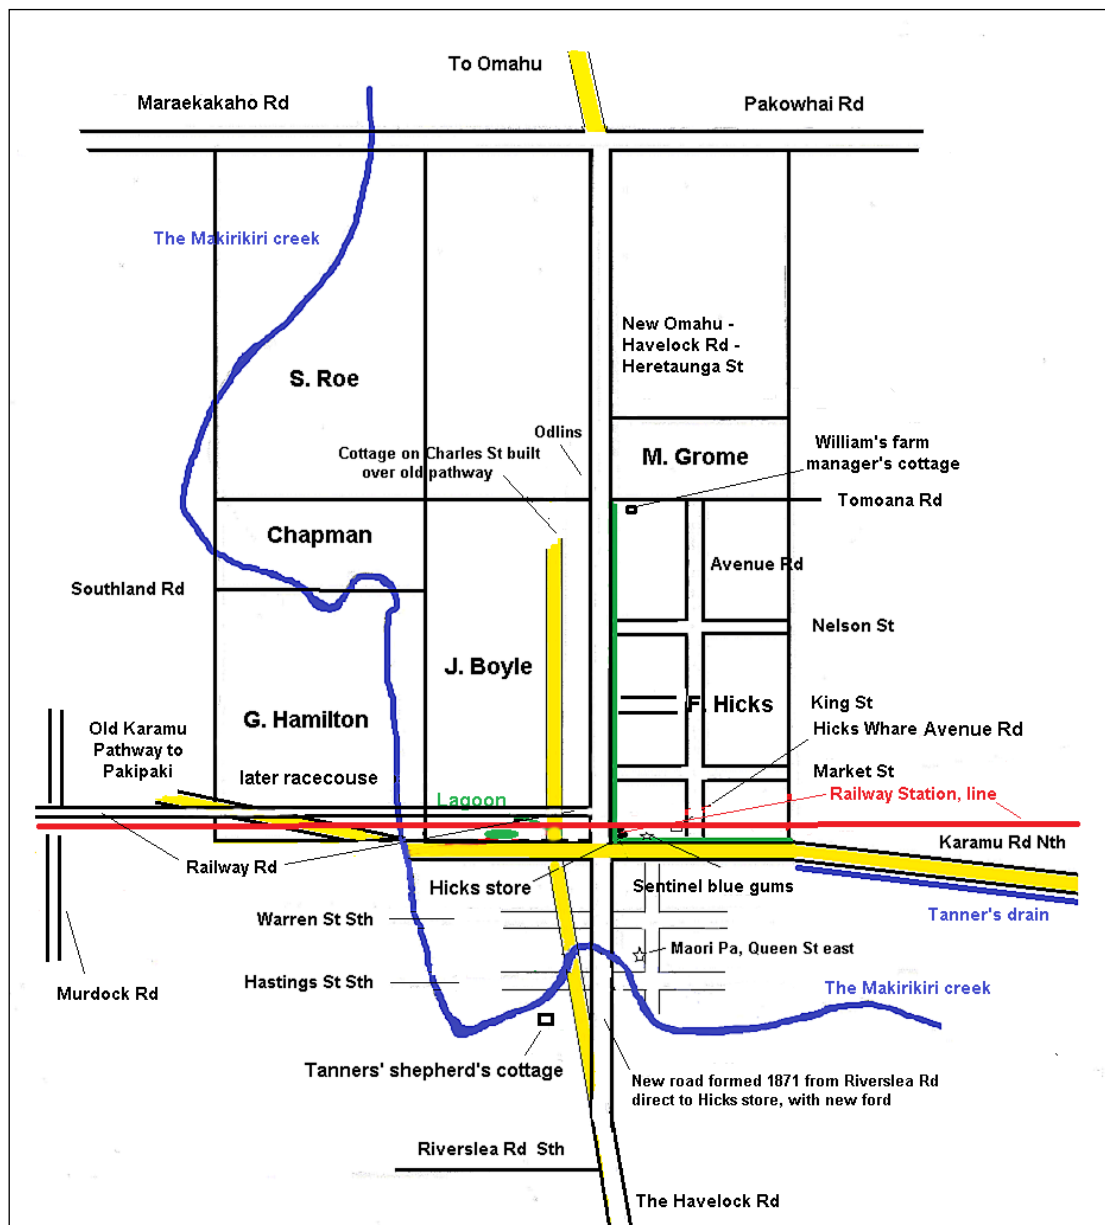 To Omahu
Maraekakaho Rd
Pakowhai Rd
The Makirikiri creek
New Omahu -
Havelock Rd -
Heretaunga St
S. Roe
Odlins
Cottage on Charles St built
over old pathway
M. Grome
William's farm
manager's cottage
Tomoana Rd
Chapman
Avenue Rd
Southland Rd
Nelson St
J. Boyle
F. Hicks
King St
G. Hamilton
Hicks Whare Avenue Rd
Old Karamu
Pathway to
Pakipaki
later racecouse
Market St
Lagoon
Railway Station, line
Karamu Rd Nth
Railway Rd
Hicks store
Sentinel blue gums
Tanner's drain
Warren St Sth
Maori Pa, Queen St east
Hastings St Sth
Murdock Rd
The Makirikiri creek
Tanners' shepherd's cottage
New road formed 1871 from Riverslea Rd
direct to Hicks store, with new ford
Riverslea Rd Sth
The Havelock Rd